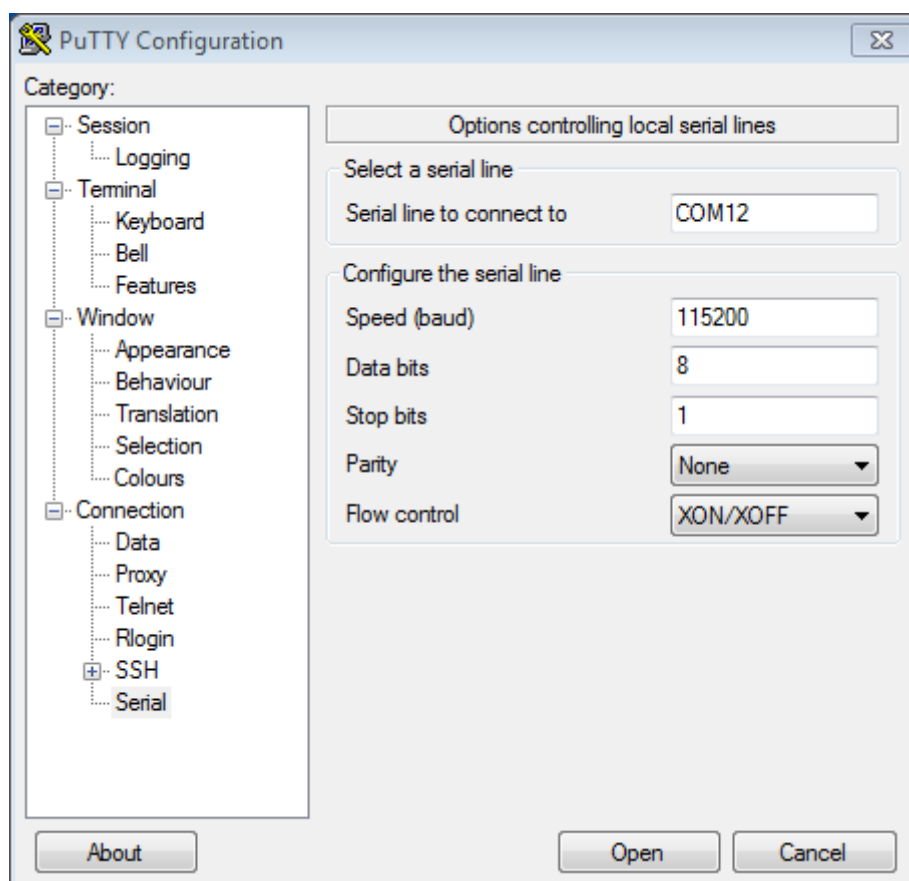 PuTTY Configuration
Category:
Session
Logging
Terminal
Keyboard
Bell
Features
Window
Appearance
Behaviour
Translation
Selection
Colours
Connection
Data
Proxy
Telnet
Rlogin
SSH
Serial
Options controlling local serial lines
Select a serial line
Serial line to connect to COM12
Configure the serial line
Speed (baud) 115200
Data bits 8
Stop bits 1
Parity None
Flow control XON/XOFF
About Open Cancel